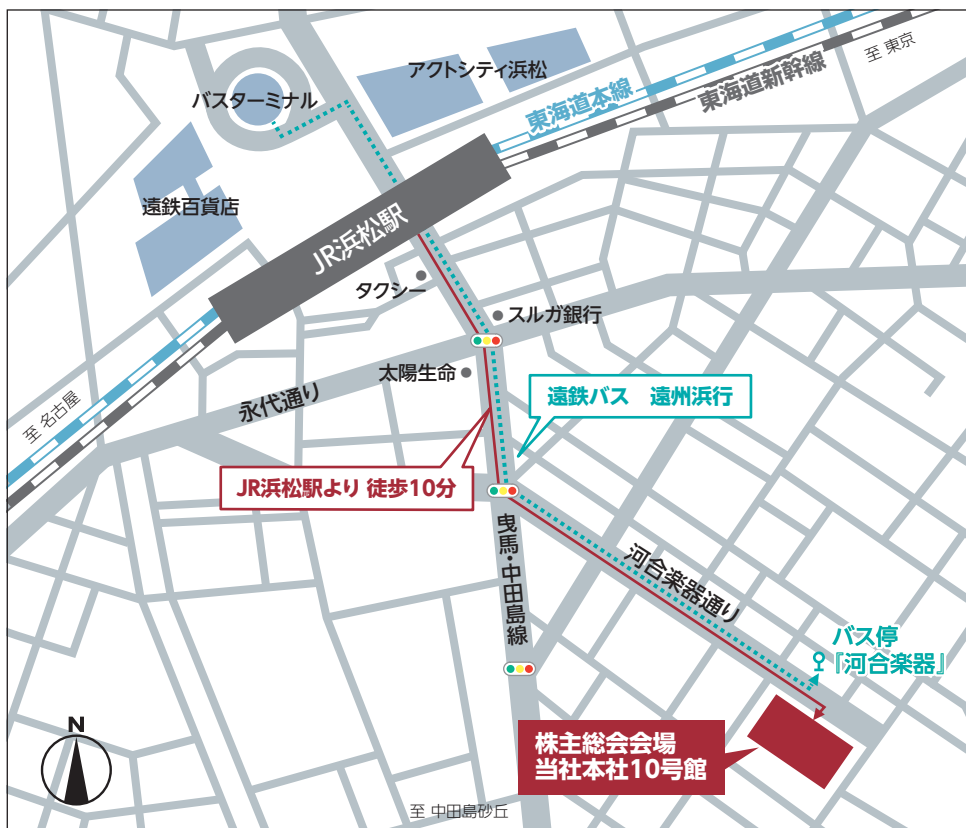 アクトシティ浜松
至 東京
バスターミナル
東海道本線
東海道新幹線
遠鉄百貨店
JR浜松駅
タクシー
スルガ銀行
太陽生命
永代通り
至 名古屋
遠鉄バス　遠州浜行
JR浜松駅より 徒歩10分
曳馬・中田島線
河合楽器通り
バス停
『河合楽器』
N
株主総会会場
当社本社10号館
至 中田島砂丘